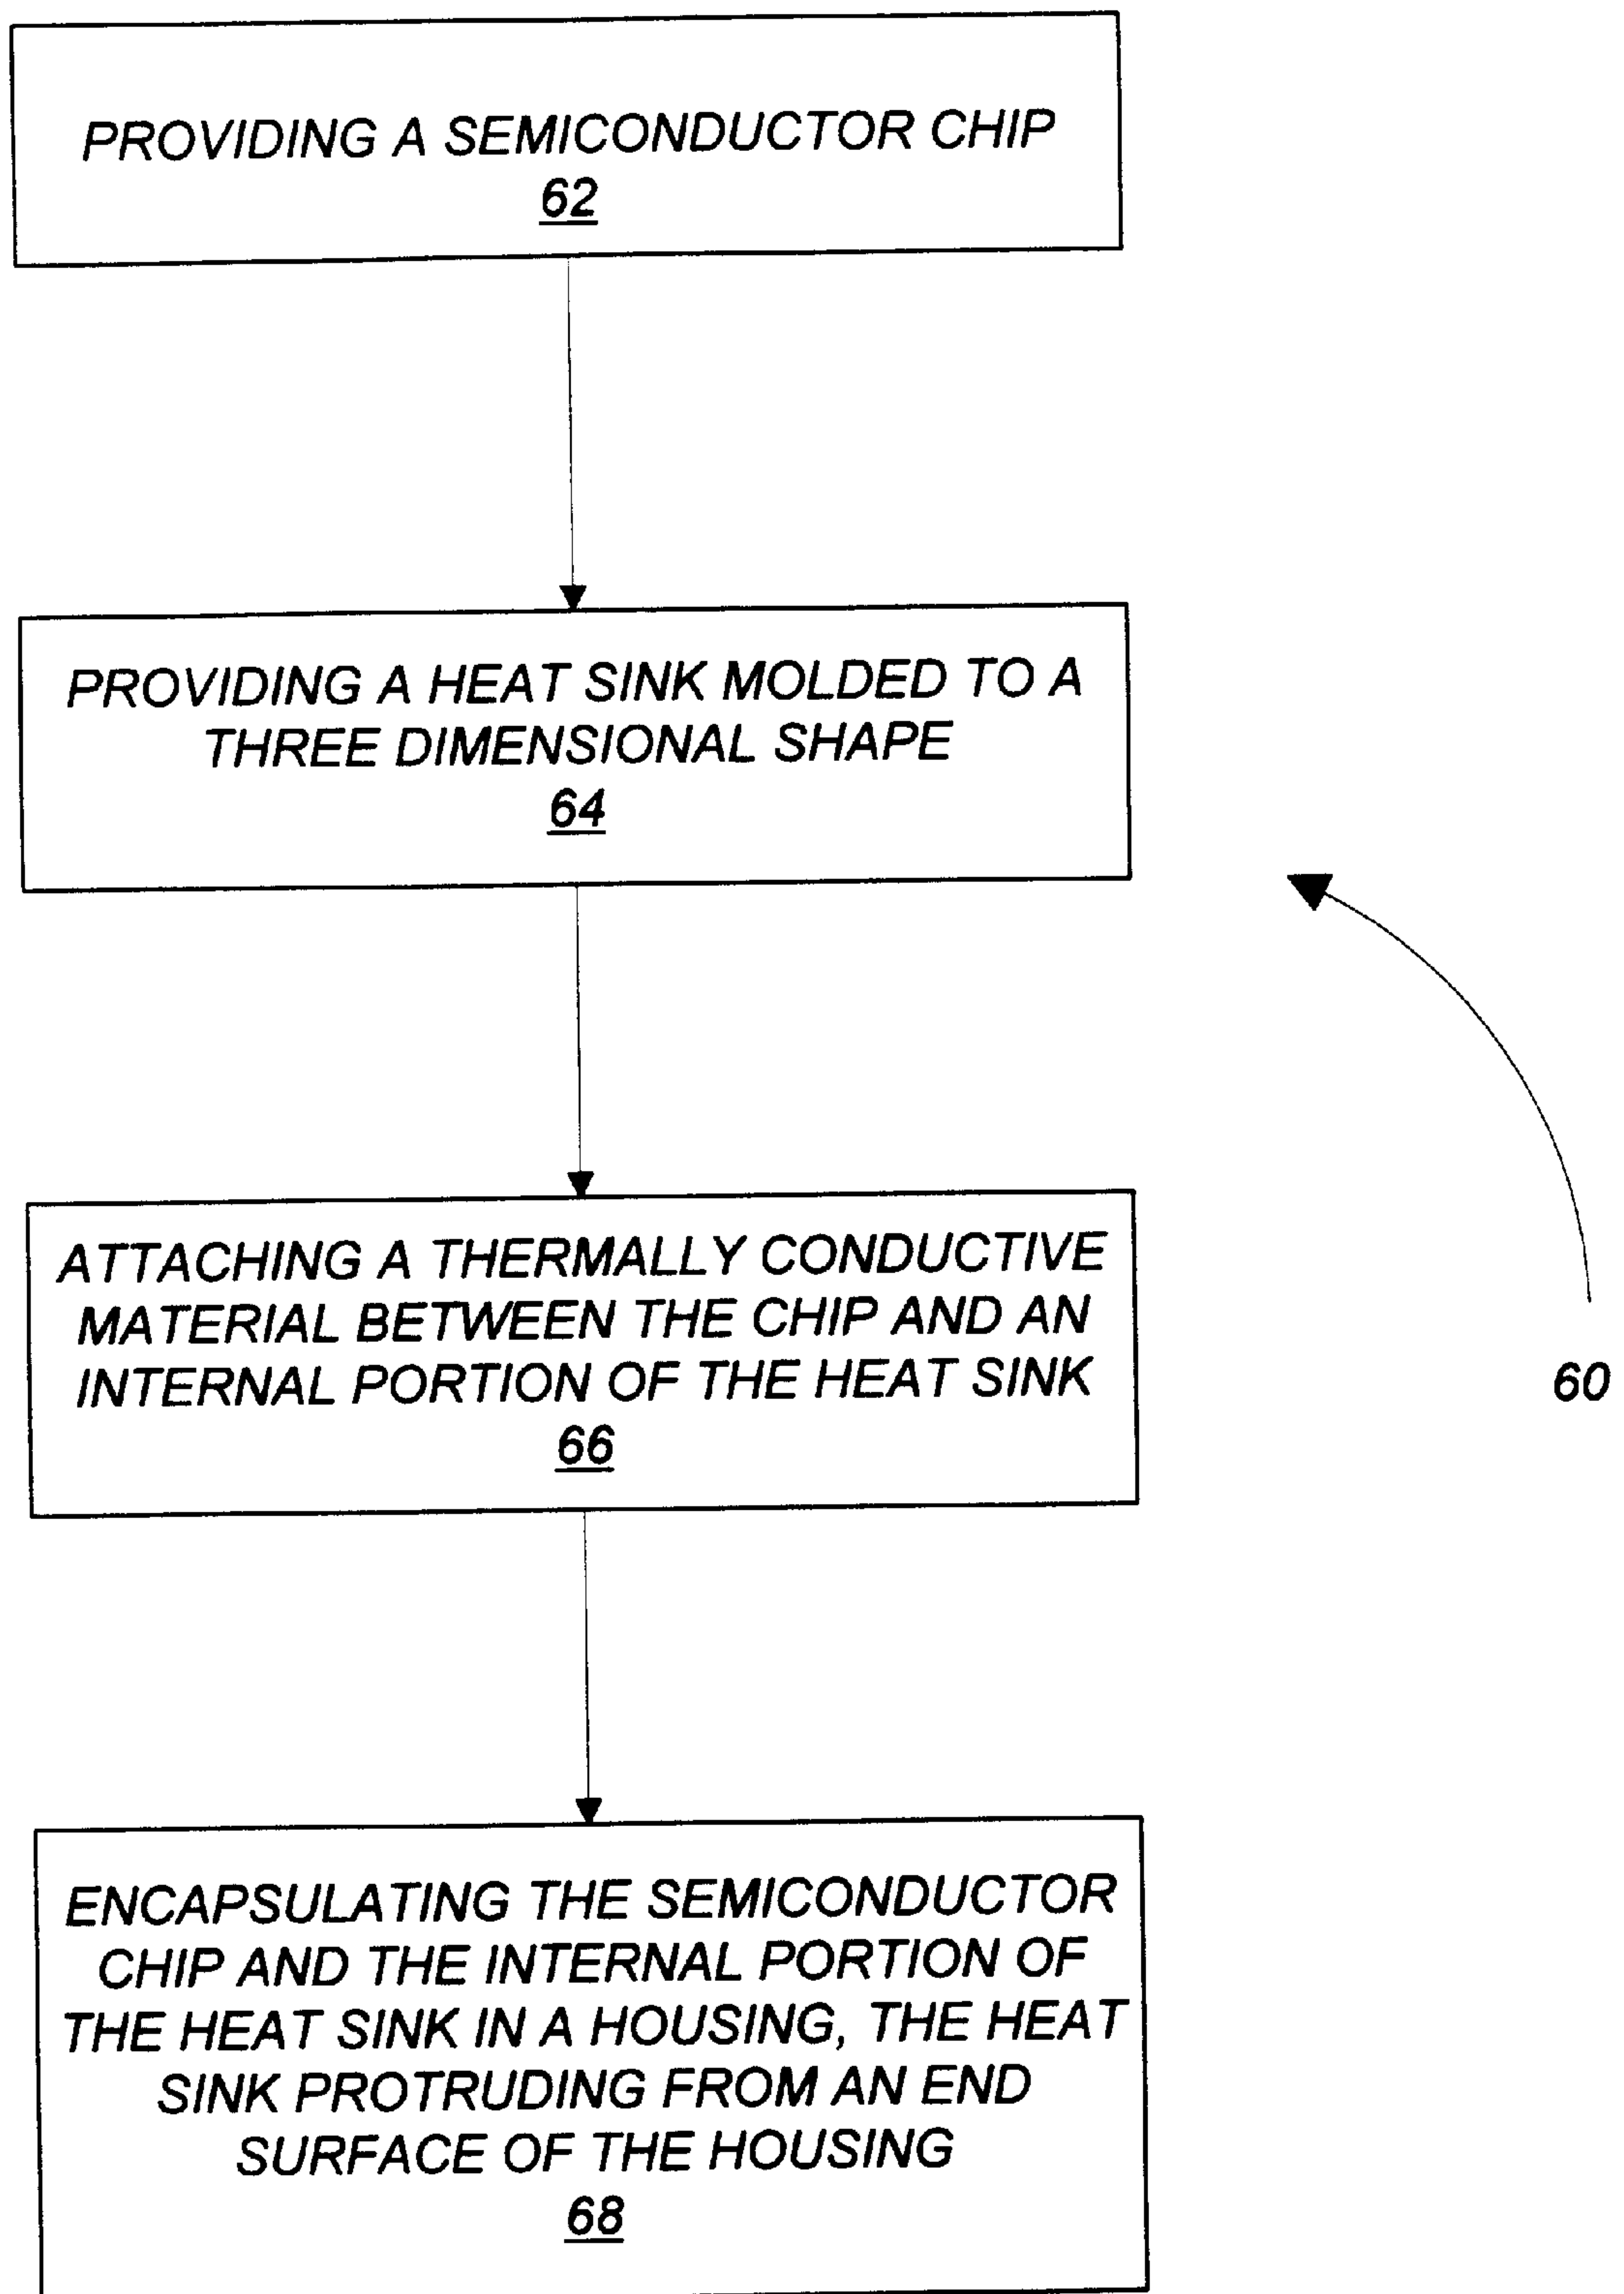 PROVIDING A SEMICONDUCTOR CHIP
62
PROVIDING A HEAT SINK MOLDED TO A
THREE DIMENSIONAL SHAPE
64
ATTACHING A THERMALLY CONDUCTIVE
MATERIAL BETWEEN THE CHIP AND AN
INTERNAL PORTION OF THE HEAT SINK
66
60
ENCAPSULATING THE SEMICONDUCTOR
CHIP AND THE INTERNAL PORTION OF
THE HEAT SINK IN A HOUSING, THE HEAT
SINK PROTRUDING FROM AN END
SURFACE OF THE HOUSING
68